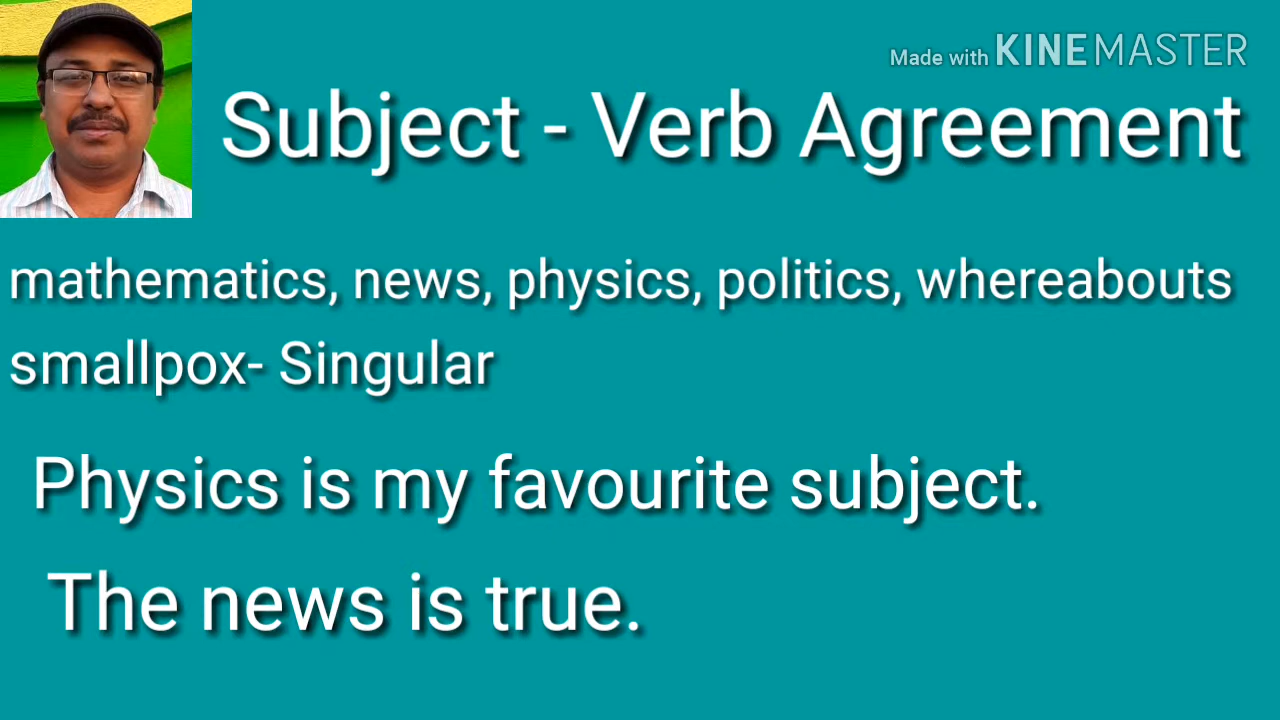 Made with KINEMASTER
Subject - Verb Agreement
mathematics, news, physics, politics, whereabouts
smallpox- Singular
Physics is my favourite subject.
The news is true.